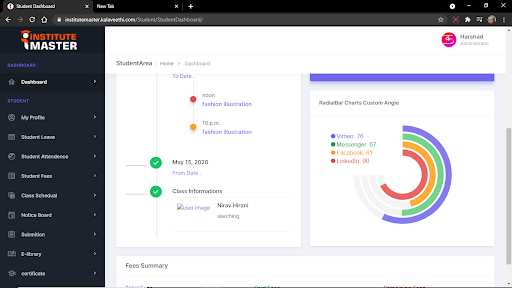 Student Dashboard
New Tab
institutemaster.kalaveethi.com/Student/StudentDashboard/
INSTITUTE
MASTER
Harshad
Administrator
DASHBOARD
Dashboard
STUDENT
My Profile
Student Leave
Student Attendence
Student Fees
Class Schedual
Notice Board
Submition
E-library
certificate
StudentArea
Home > Dashboard
To Date .
noon
fashion illustration
10 p.m.
fashion illustration
May 15, 2020
From Date .
Class Informations
user image
Nirav Hirani
skeching
RadialBar Charts Custom Angle
Vimeo: 76
Messenger: 67
Facebook: 61
LinkedIn: 90
Fees Summary